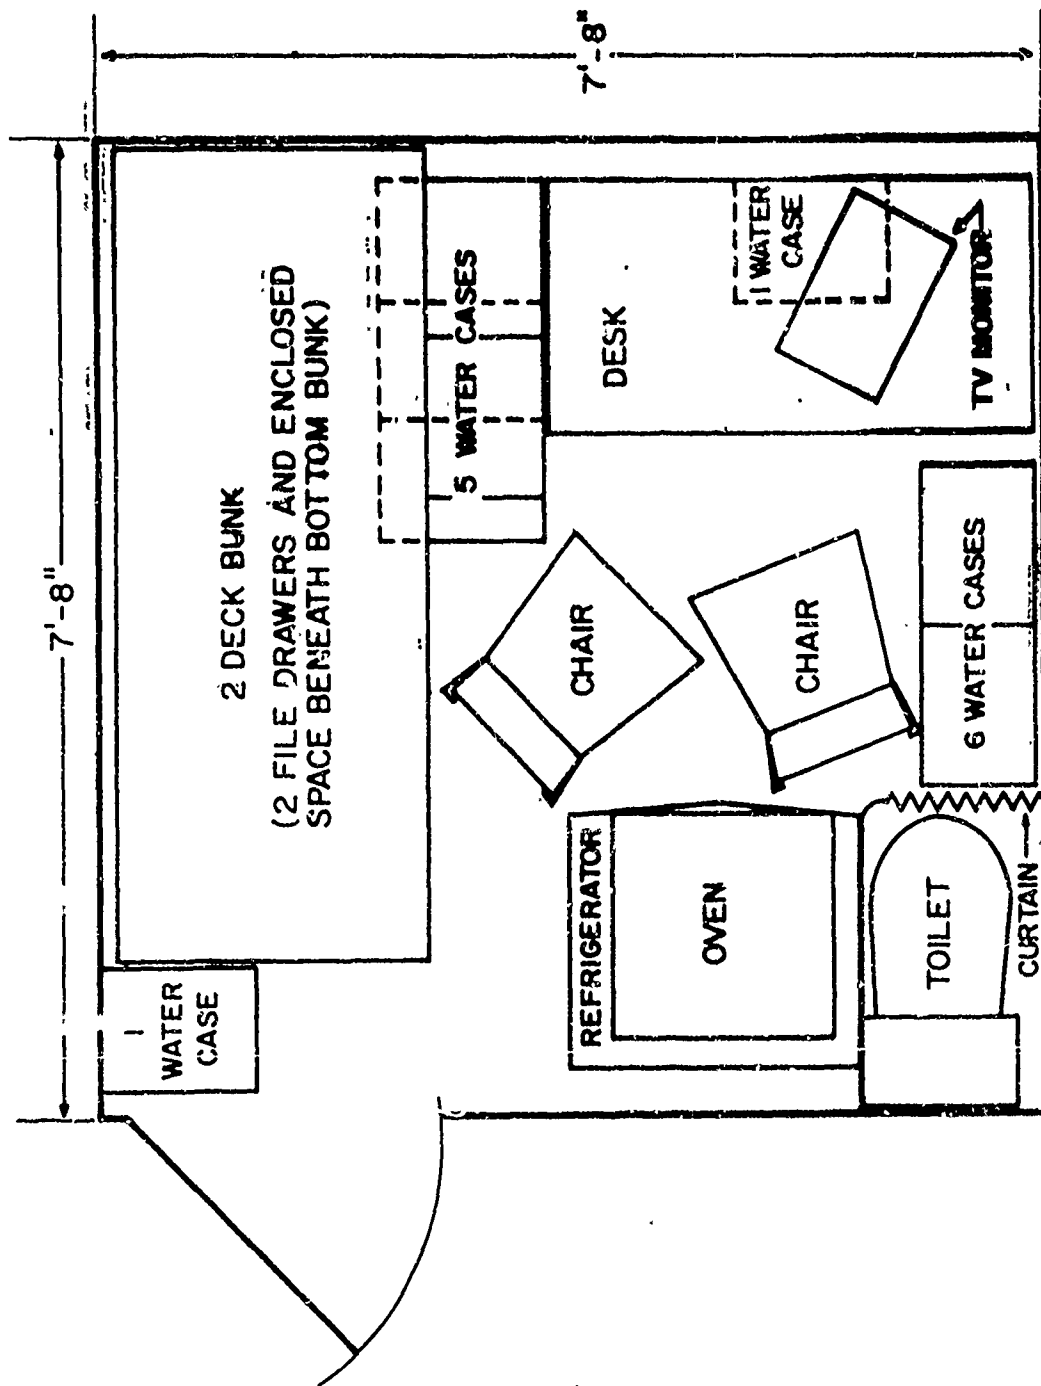 7'-8"
7'-8"
2 DECK BUNK
(2 FILE DRAWERS AND ENCLOSED
SPACE BENEATH BOTTOM BUNK)
1
WATER
CASE
5 WATER CASES
DESK
1 WATER
CASE
TV MONITOR
CHAIR
CHAIR
6 WATER CASES
REFRIGERATOR
OVEN
TOILET
CURTAIN